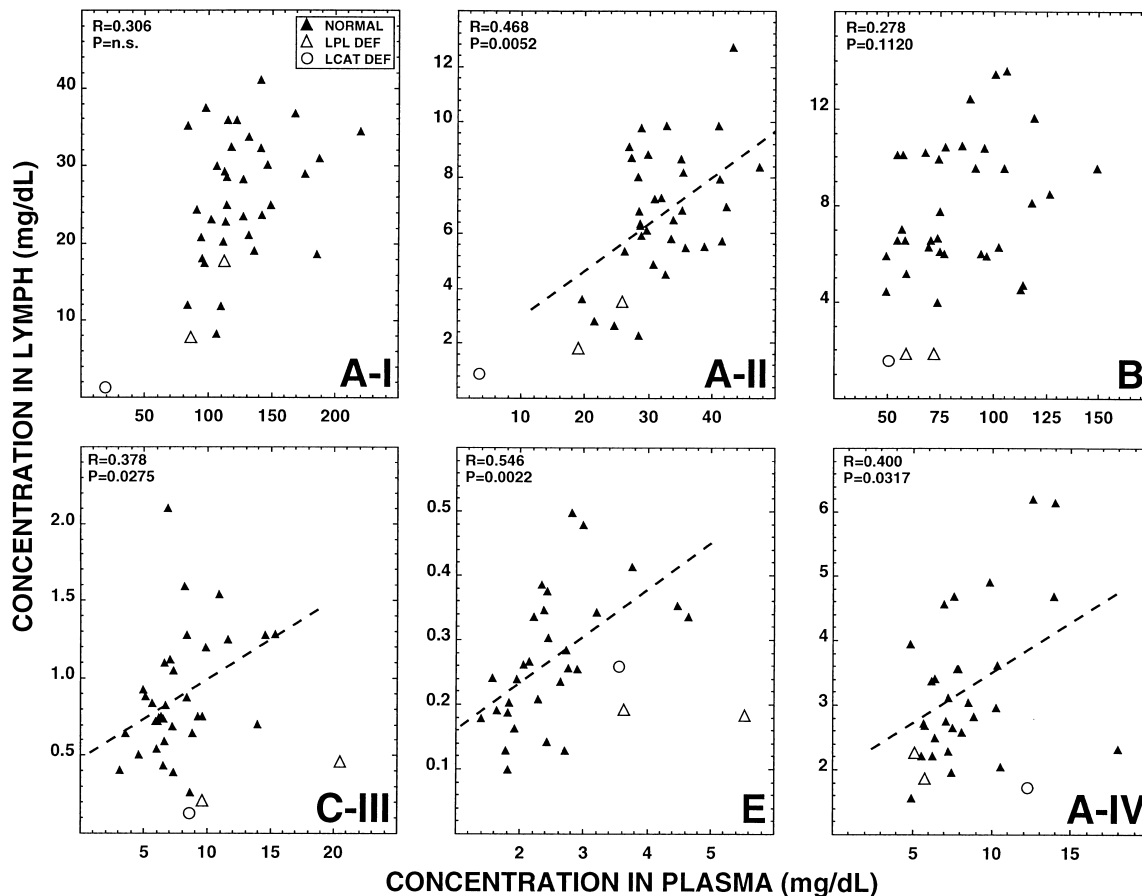 CONCENTRATION IN LYMPH (mg/dL)
R=0.306
P=n.s.
NORMAL
LPL DEF
LCAT DEF
40
30
20
10
A-I
50 100 150 200
R=0.468
P=0.0052
12
10
8
6
4
2
A-II
10 20 30 40
R=0.278
P=0.1120
12
8
4
B
50 75 100 125 150
R=0.378
P=0.0275
2.0
1.5
1.0
0.5
C-III
5 10 15 20
R=0.546
P=0.0022
0.5
0.4
0.3
0.2
0.1
E
2 3 4 5
R=0.400
P=0.0317
6
5
4
3
2
A-IV
5 10 15
CONCENTRATION IN PLASMA (mg/dL)